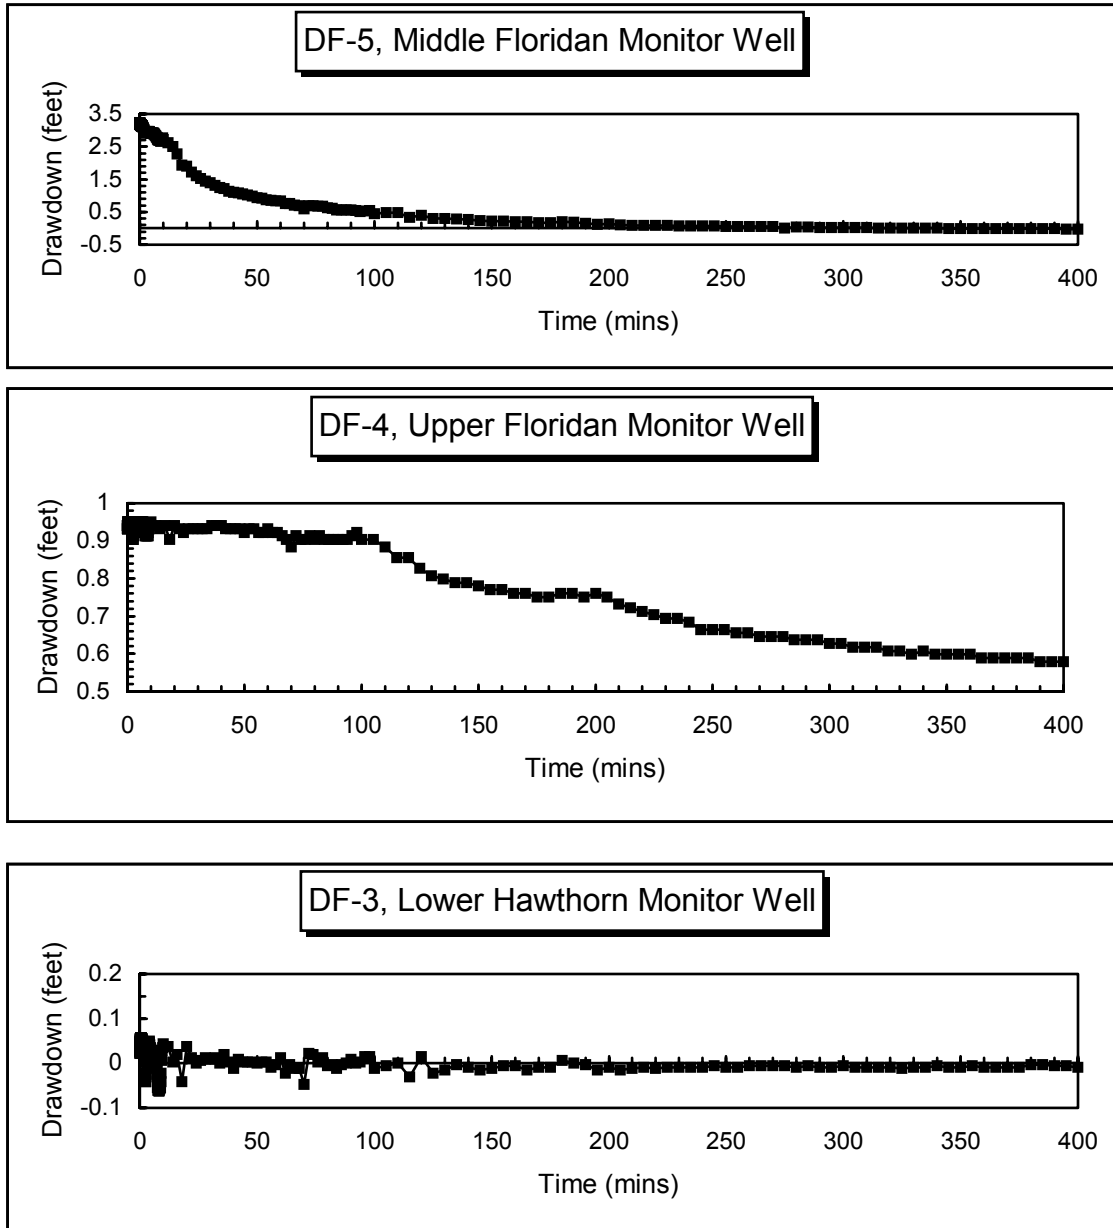 DF-5, Middle Floridan Monitor Well
3.5
2.5
1.5
0.5
-0.5
Drawdown (feet)
0 50 100 150 200 250 300 350 400
Time (mins)
DF-4, Upper Floridan Monitor Well
1
0.9
0.8
0.7
0.6
0.5
Drawdown (feet)
0 50 100 150 200 250 300 350 400
Time (mins)
DF-3, Lower Hawthorn Monitor Well
0.2
0.1
0
-0.1
Drawdown (feet)
0 50 100 150 200 250 300 350 400
Time (mins)